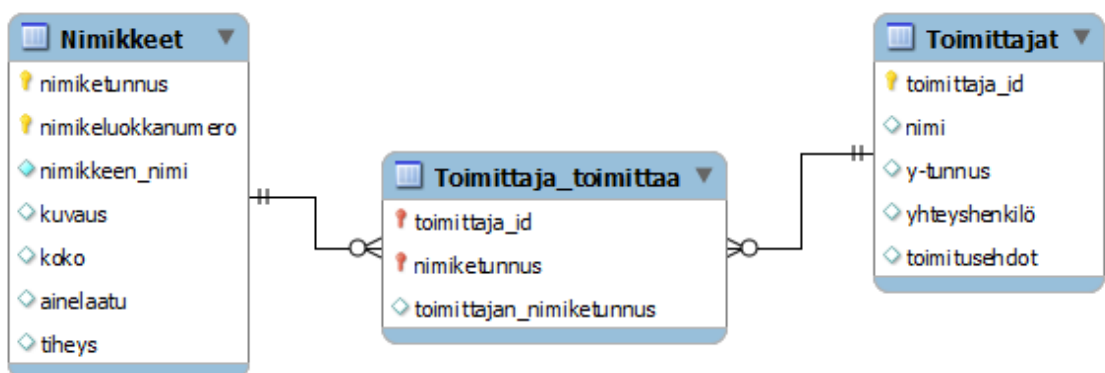 Nimikkeet
nimiketunnus
nimikeluokkanumero
nimikkeen_nimi
kuvaus
koko
ainelaatu
tiheys
Toimittaja_toimittaa
toimittaja_id
nimiketunnus
toimittajan_nimiketunnus
Toimittajat
toimittaja_id
nimi
y-tunnus
yhteyshenkilö
toimitusehdot